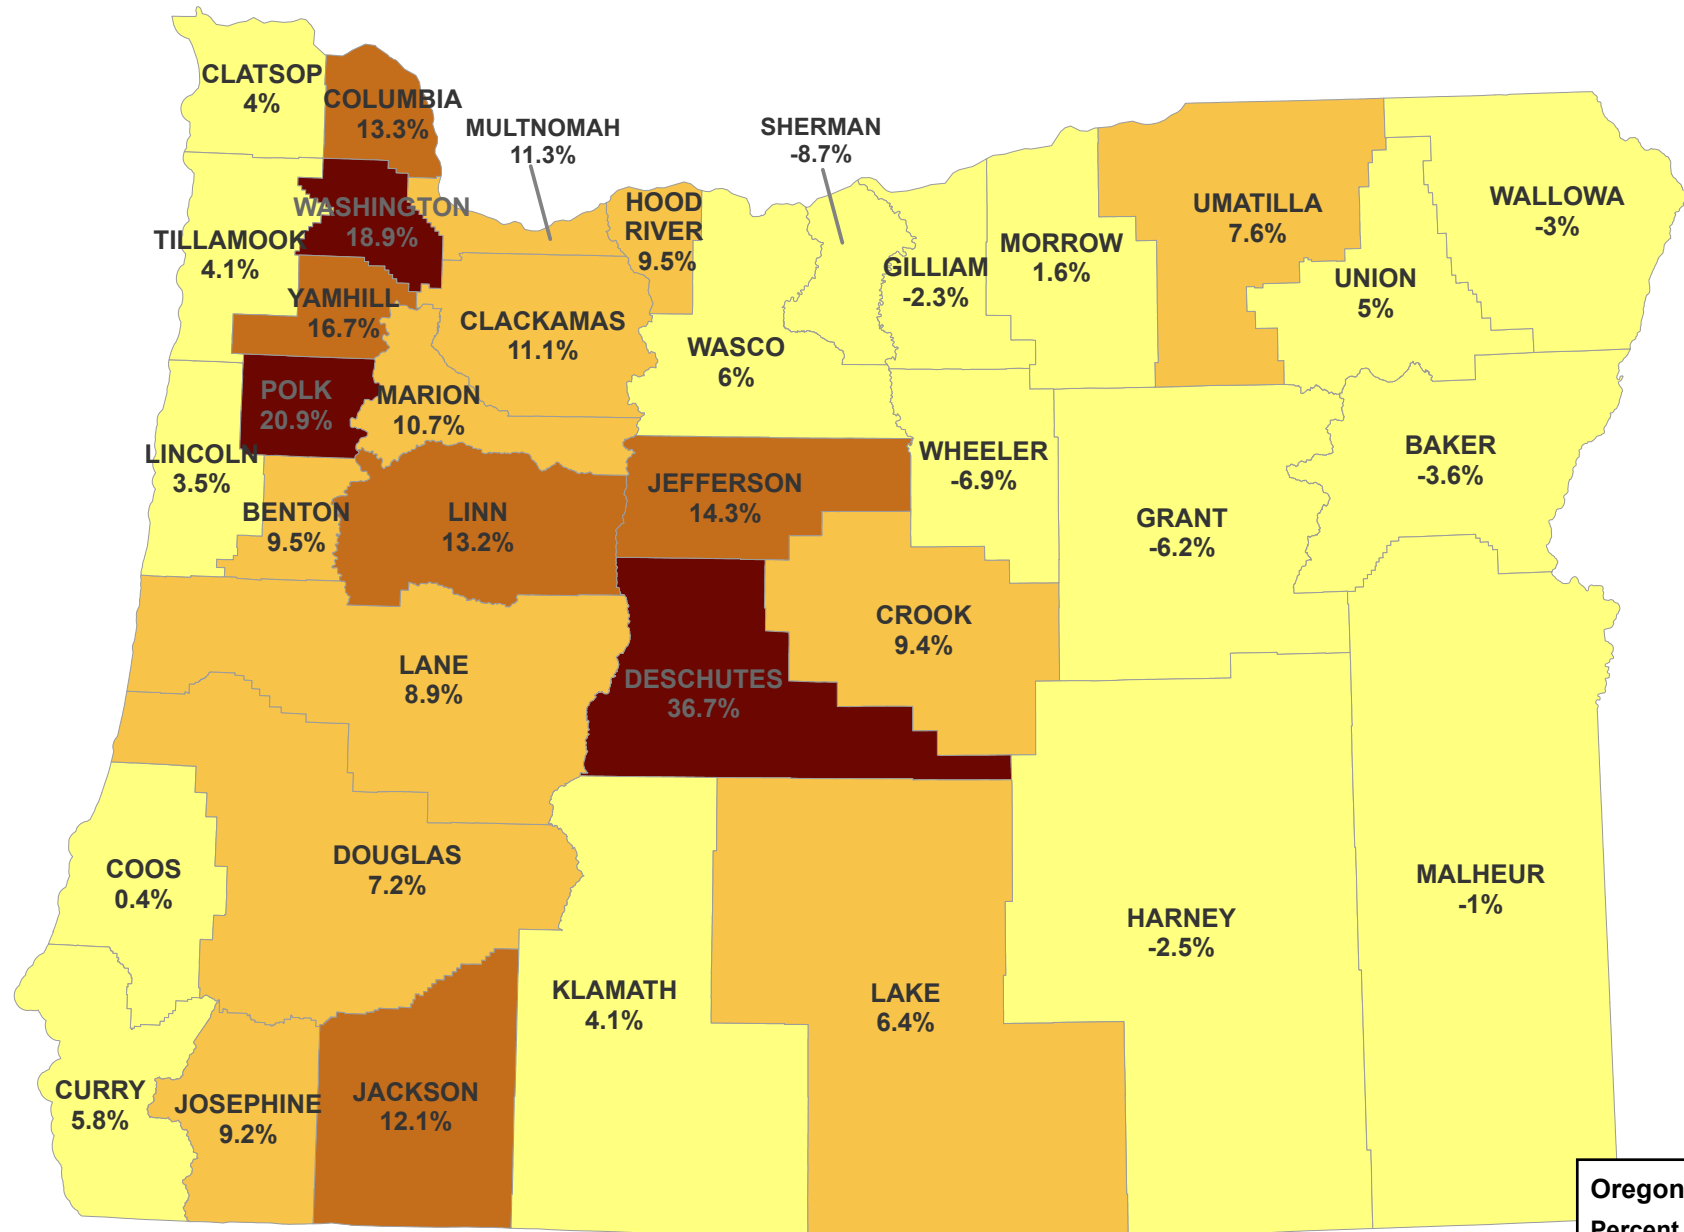 CLATSOP
4%
COLUMBIA
13.3%
MULTNOMAH
11.3%
SHERMAN
-8.7%
WASHINGTON
18.9%
TILLAMOOK
4.1%
HOOD
RIVER
9.5%
GILLIAM
-2.3%
MORROW
1.6%
UMATILLA
7.6%
WALLOWA
-3%
UNION
5%
YAMHILL
16.7%
CLACKAMAS
11.1%
WASCO
6%
POLK
20.9%
MARION
10.7%
LINCOLN
3.5%
BENTON
9.5%
LINN
13.2%
JEFFERSON
14.3%
WHEELER
-6.9%
BAKER
-3.6%
GRANT
-6.2%
CROOK
9.4%
LANE
8.9%
DESCHUTES
36.7%
COOS
0.4%
DOUGLAS
7.2%
MALHEUR
-1%
HARNEY
-2.5%
KLAMATH
4.1%
LAKE
6.4%
CURRY
5.8%
JOSEPHINE
9.2%
JACKSON
12.1%
Oregon
Percent